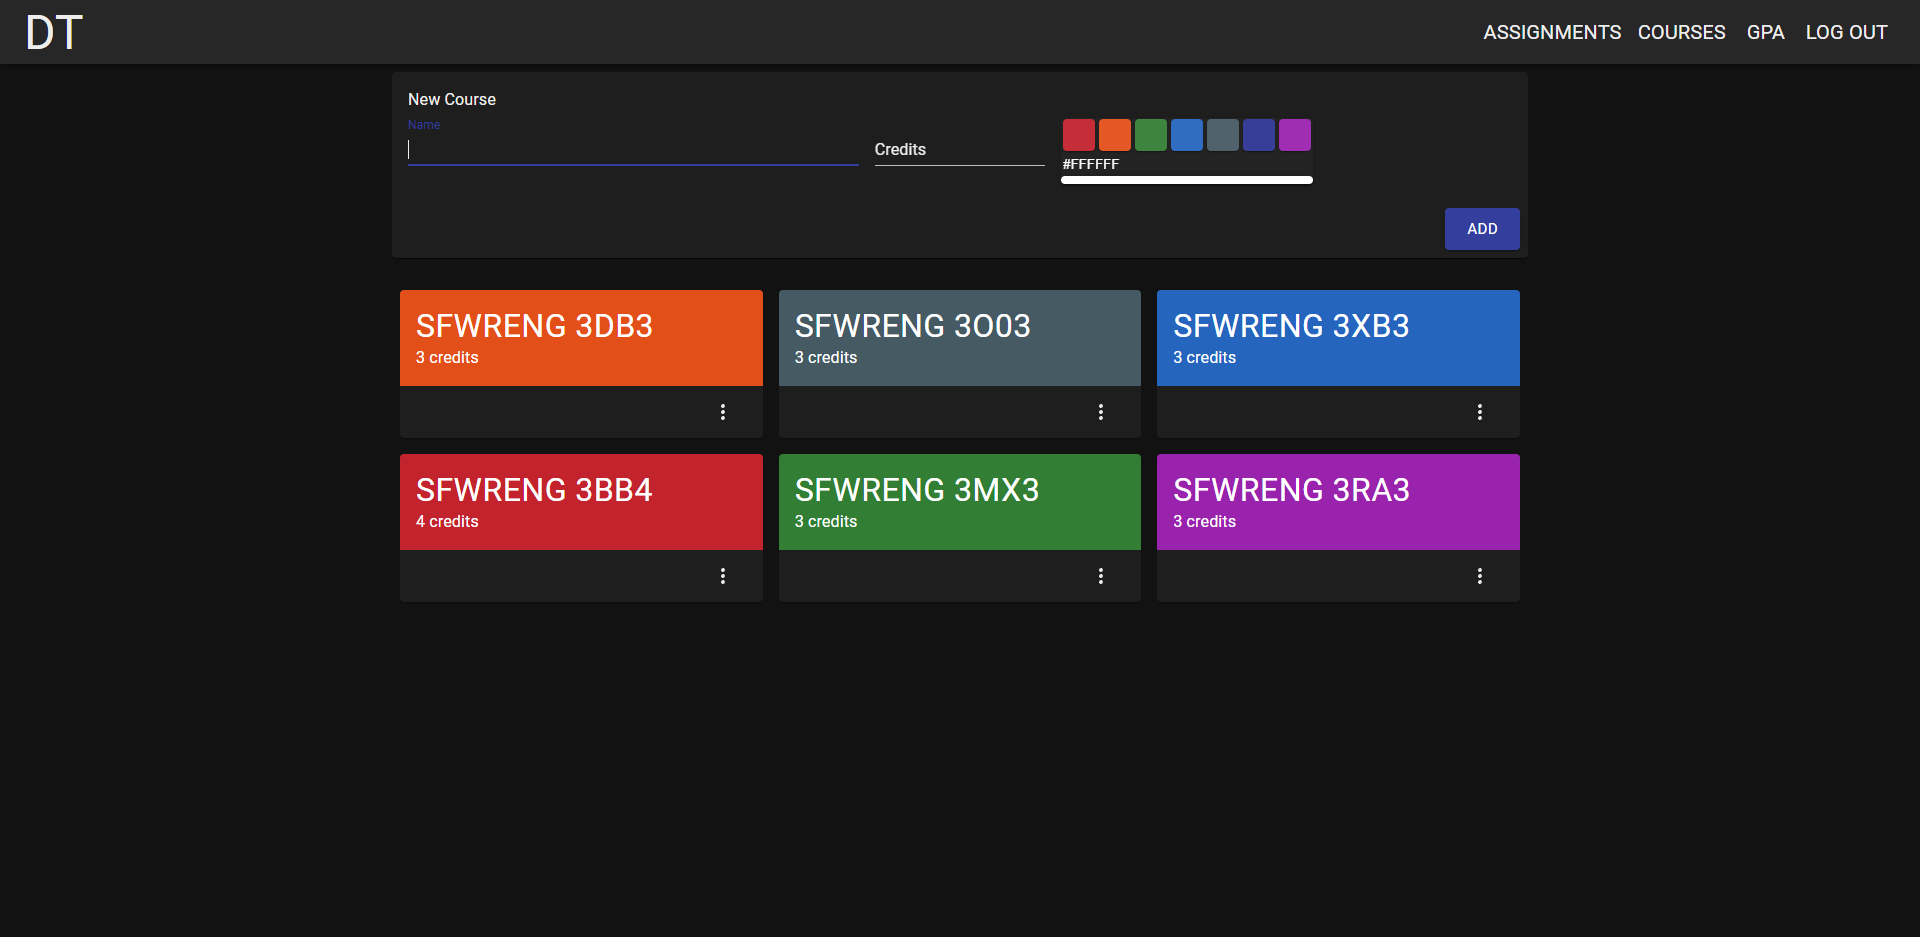 DT
ASSIGNMENTS COURSES GPA LOG OUT
New Course
Name
Credits
#FFFFFF
ADD
SFWRENG 3DB3
3 credits
SFWRENG 3O03
3 credits
SFWRENG 3XB3
3 credits
SFWRENG 3BB4
4 credits
SFWRENG 3MX3
3 credits
SFWRENG 3RA3
3 credits